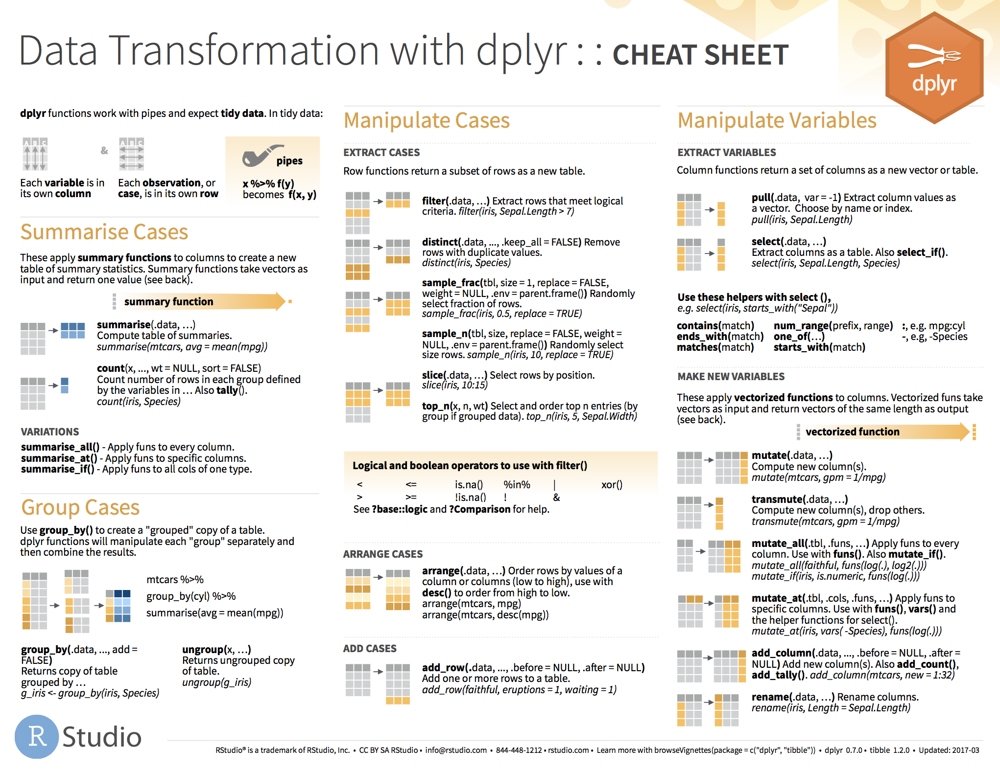 Data Transformation with dplyr : : CHEAT SHEET
dplyr
dplyr functions work with pipes and expect tidy data. In tidy data:
A B C
&
A B C
pipes
Each variable is in
its own column
Each observation, or
case, is in its own row
x %>% f(y)
becomes f(x, y)
Summarise Cases
These apply summary functions to columns to create a new
table of summary statistics. Summary functions take vectors as
input and return one value (see back).
summary function
summarise(.data, …)
Compute table of summaries.
summarise(mtcars, avg = mean(mpg))
count(x, ..., wt = NULL, sort = FALSE)
Count number of rows in each group defined
by the variables in … Also tally().
count(iris, Species)
VARIATIONS
summarise_all() - Apply funs to every column.
summarise_at() - Apply funs to specific columns.
summarise_if() - Apply funs to all cols of one type.
Group Cases
Use group_by() to create a "grouped" copy of a table.
dplyr functions will manipulate each "group" separately and
then combine the results.
mtcars %>%
group_by(cyl) %>%
summarise(avg = mean(mpg))
group_by(.data, ..., add =
FALSE)
Returns copy of table
grouped by …
g_iris <- group_by(iris, Species)
ungroup(x, …)
Returns ungrouped copy
of table.
ungroup(g_iris)
Manipulate Cases
EXTRACT CASES
Row functions return a subset of rows as a new table.
filter(.data, …) Extract rows that meet logical
criteria. filter(iris, Sepal.Length > 7)
distinct(.data, ..., .keep_all = FALSE) Remove
rows with duplicate values.
distinct(iris, Species)
sample_frac(tbl, size = 1, replace = FALSE,
weight = NULL, .env = parent.frame()) Randomly
select fraction of rows.
sample_frac(iris, 0.5, replace = TRUE)
sample_n(tbl, size, replace = FALSE, weight =
NULL, .env = parent.frame()) Randomly select
size rows. sample_n(iris, 10, replace = TRUE)
slice(.data, …) Select rows by position.
slice(iris, 10:15)
top_n(x, n, wt) Select and order top n entries (by
group if grouped data). top_n(iris, 5, Sepal.Width)
Logical and boolean operators to use with filter()
< <= is.na() %in% | xor()
> >= !is.na() ! &
See ?base::logic and ?Comparison for help.
ARRANGE CASES
arrange(.data, …) Order rows by values of a
column or columns (low to high), use with
desc() to order from high to low.
arrange(mtcars, mpg)
arrange(mtcars, desc(mpg))
ADD CASES
add_row(.data, ..., .before = NULL, .after = NULL)
Add one or more rows to a table.
add_row(faithful, eruptions = 1, waiting = 1)
Manipulate Variables
EXTRACT VARIABLES
Column functions return a set of columns as a new vector or table.
pull(.data, var = -1) Extract column values as
a vector. Choose by name or index.
pull(iris, Sepal.Length)
select(.data, …)
Extract columns as a table. Also select_if().
select(iris, Sepal.Length, Species)
Use these helpers with select (),
e.g. select(iris, starts_with("Sepal"))
contains(match) num_range(prefix, range) :, e.g. mpg:cyl
ends_with(match) one_of(…) -, e.g, -Species
matches(match) starts_with(match)
MAKE NEW VARIABLES
These apply vectorized functions to columns. Vectorized funs take
vectors as input and return vectors of the same length as output
(see back).
vectorized function
mutate(.data, …)
Compute new column(s).
mutate(mtcars, gpm = 1/mpg)
transmute(.data, …)
Compute new column(s), drop others.
transmute(mtcars, gpm = 1/mpg)
mutate_all(.tbl, .funs, …) Apply funs to every
column. Use with funs(). Also mutate_if().
mutate_all(faithful, funs(log(.), log2(.)))
mutate_if(iris, is.numeric, funs(log(.)))
mutate_at(.tbl, .cols, .funs, …) Apply funs to
specific columns. Use with funs(), vars() and
the helper functions for select().
mutate_at(iris, vars( -Species), funs(log(.)))
add_column(.data, ..., .before = NULL, .after =
NULL) Add new column(s). Also add_count(),
add_tally(). add_column(mtcars, new = 1:32)
rename(.data, …) Rename columns.
rename(iris, Length = Sepal.Length)
R Studio
RStudio® is a trademark of RStudio, Inc. • CC BY SA RStudio • info@rstudio.com • 844-448-1212 • rstudio.com • Learn more with browseVignettes(package = c("dplyr", "tibble")) • dplyr 0.7.0 • tibble 1.2.0 • Updated: 2017-03